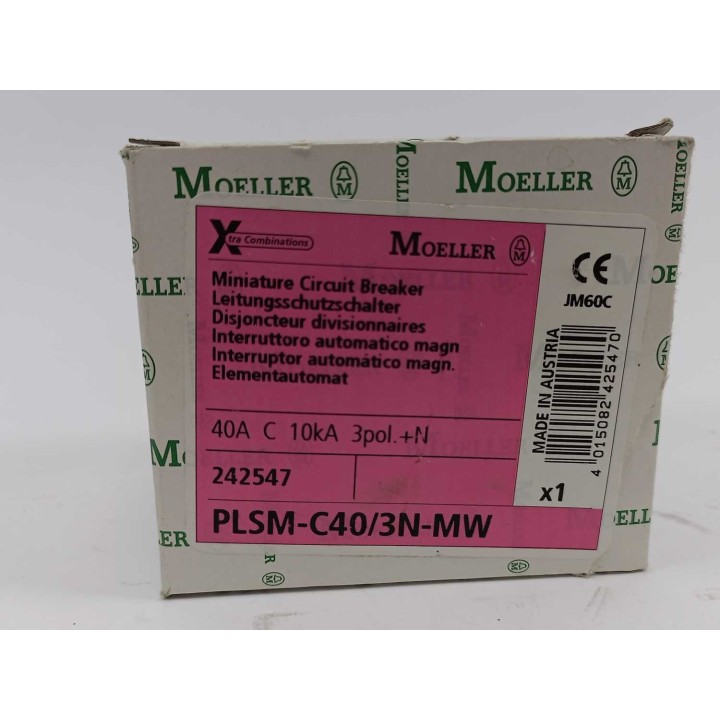 MOELLER M MOELLER M
Xtra Combinations MOELLER M
Miniature Circuit Breaker
Leitungsschutzschalter
Disjoncteur divisionnaires
Interruttoro automatico magn
Interruptor automático magn.
Elementautomat
40A C 10kA 3pol.+N
242547
PLSM-C40/3N-MW
CE
JM60C
MADE IN AUSTRIA
4 015082 425470
x1